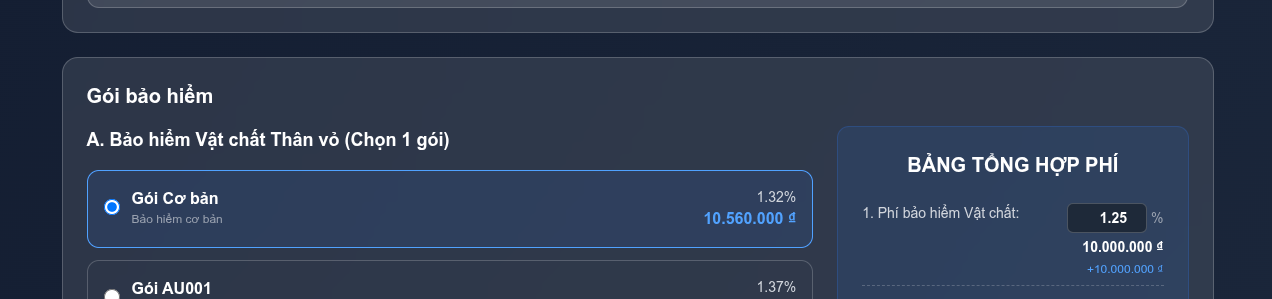 Gói bảo hiểm
A. Bảo hiểm Vật chất Thân vỏ (Chọn 1 gói)
Gói Cơ bản
Bảo hiểm cơ bản
1.32%
10.560.000 ₫
Gói AU001
1.37%
BẢNG TỔNG HỢP PHÍ
1. Phí bảo hiểm Vật chất:
1.25 %
10.000.000 ₫
+10.000.000 ₫